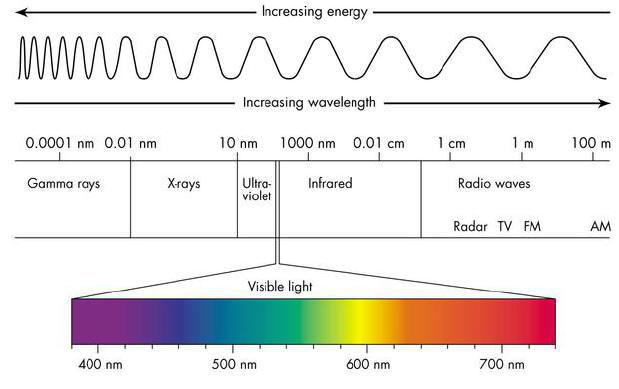 Increasing energy
Increasing wavelength
0.0001 nm 0.01 nm 10 nm 1000 nm 0.01 cm 1 cm 1 m 100 m
Gamma rays X-rays Ultra- Infrared Radio waves
violet
Radar TV FM AM
Visible light
400 nm 500 nm 600 nm 700 nm